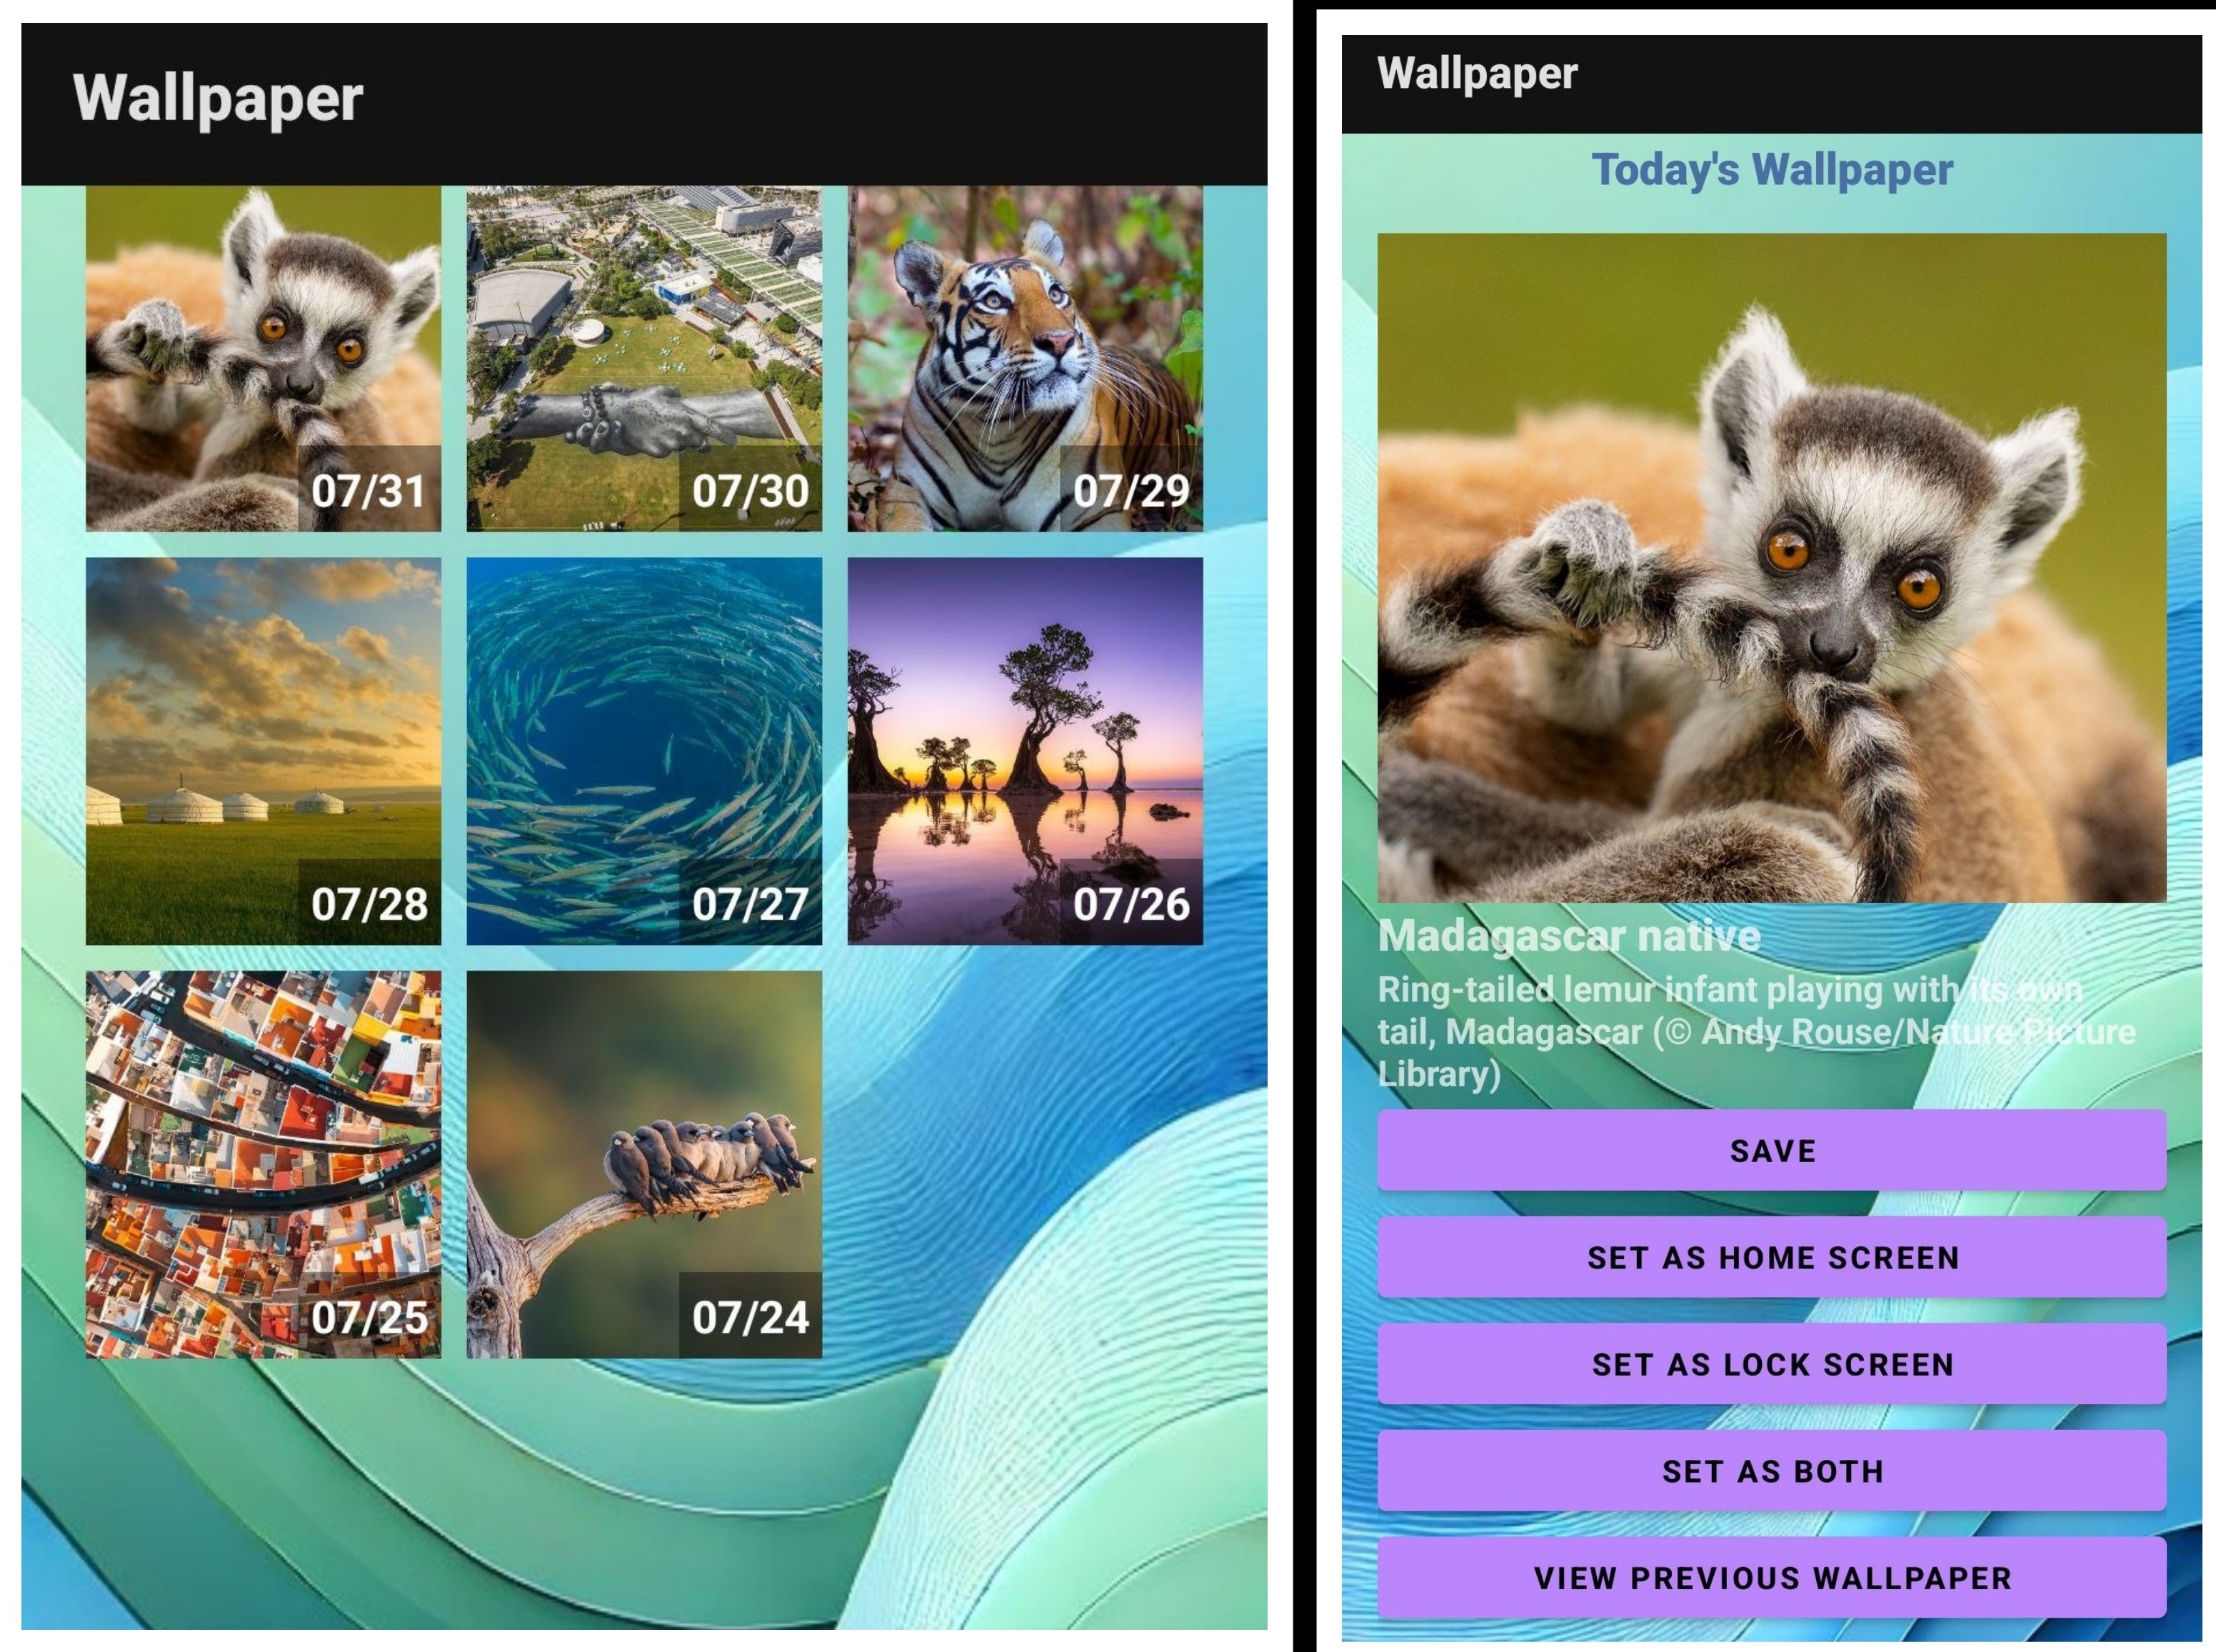 Wallpaper
07/31
07/30
07/29
07/28
07/27
07/26
07/25
07/24
Wallpaper
Today's Wallpaper
Madagascar native
Ring-tailed lemur infant playing with its own
tail, Madagascar (© Andy Rouse/Nature Picture
Library)
SAVE
SET AS HOME SCREEN
SET AS LOCK SCREEN
SET AS BOTH
VIEW PREVIOUS WALLPAPER